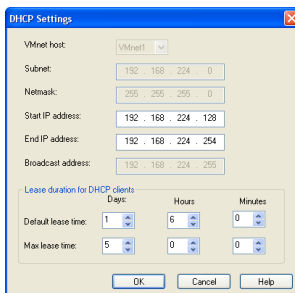 DHCP Settings
VMnet host: VMnet1
Subnet: 192 . 168 . 224 . 0
Netmask: 255 . 255 . 255 . 0
Start IP address: 192 . 168 . 224 . 128
End IP address: 192 . 168 . 224 . 254
Broadcast address: 192 . 168 . 224 . 255
Lease duration for DHCP clients
Days: Hours Minutes
Default lease time: 1 6 0
Max lease time: 5 0 0
OK Cancel Help